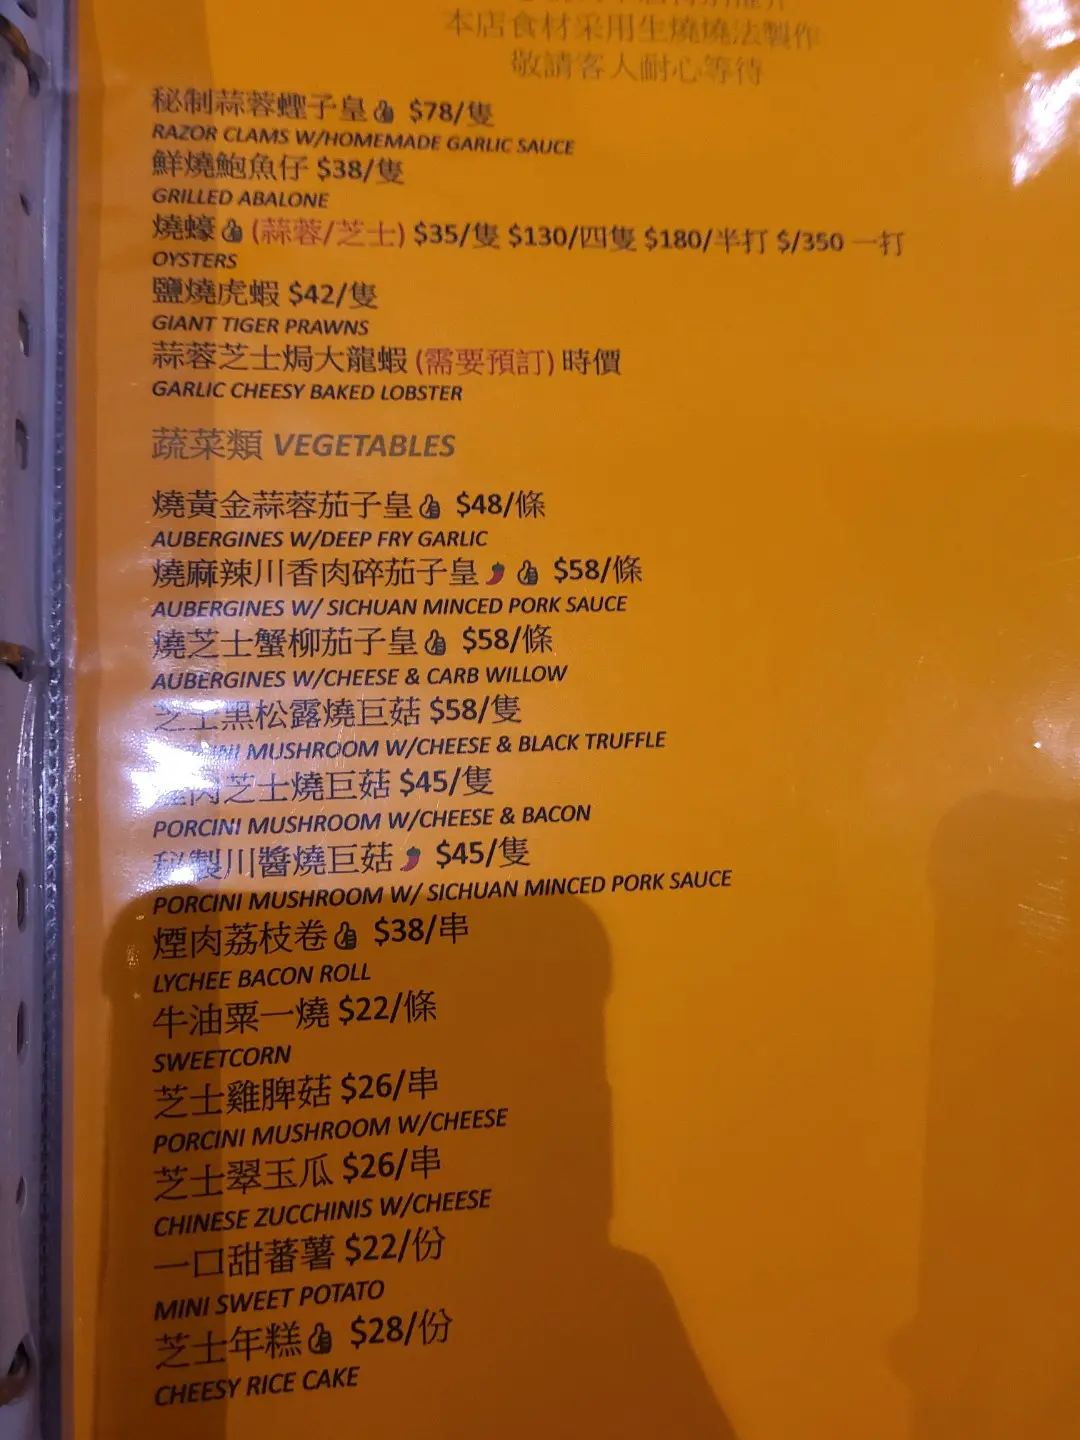 本店食材采用生燒燒法製作
敬請客人耐心等待
秘制蒜蓉蟶子皇👍 $78/隻
RAZOR CLAMS W/HOMEMADE GARLIC SAUCE
鮮燒鮑魚仔 $38/隻
GRILLED ABALONE
燒蠔👍 (蒜蓉/芝士) $35/隻 $130/四隻 $180/半打 $/350 一打
OYSTERS
鹽燒虎蝦 $42/隻
GIANT TIGER PRAWNS
蒜蓉芝士焗大龍蝦 (需要預訂) 時價
GARLIC CHEESY BAKED LOBSTER
蔬菜類 VEGETABLES
燒黃金蒜蓉茄子皇👍 $48/條
AUBERGINES W/DEEP FRY GARLIC
燒麻辣川香肉碎茄子皇🌶👍 $58/條
AUBERGINES W/ SICHUAN MINCED PORK SAUCE
燒芝士蟹柳茄子皇👍 $58/條
AUBERGINES W/CHEESE & CARB WILLOW
芝士黑松露燒巨菇 $58/隻
PORCINI MUSHROOM W/CHEESE & BLACK TRUFFLE
煙肉芝士燒巨菇 $45/隻
PORCINI MUSHROOM W/CHEESE & BACON
秘製川醬燒巨菇🌶 $45/隻
PORCINI MUSHROOM W/ SICHUAN MINCED PORK SAUCE
煙肉荔枝卷👍 $38/串
LYCHEE BACON ROLL
牛油粟一燒 $22/條
SWEETCORN
芝士雞脾菇 $26/串
PORCINI MUSHROOM W/CHEESE
芝士翠玉瓜 $26/串
CHINESE ZUCCHINIS W/CHEESE
一口甜蕃薯 $22/份
MINI SWEET POTATO
芝士年糕👍 $28/份
CHEESY RICE CAKE